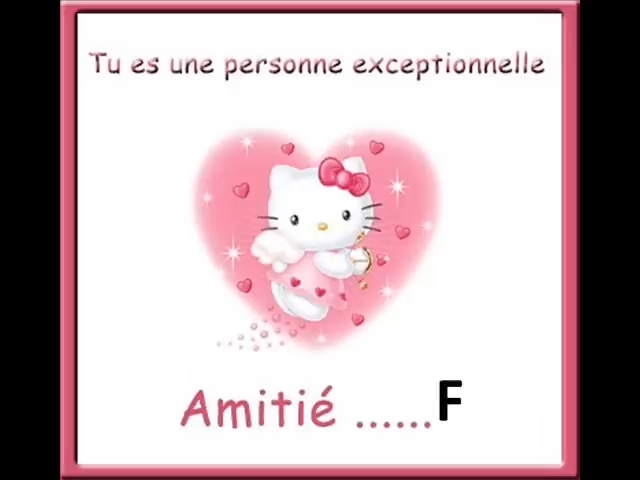 Tu es une personne exceptionnelle
Amitié ......F